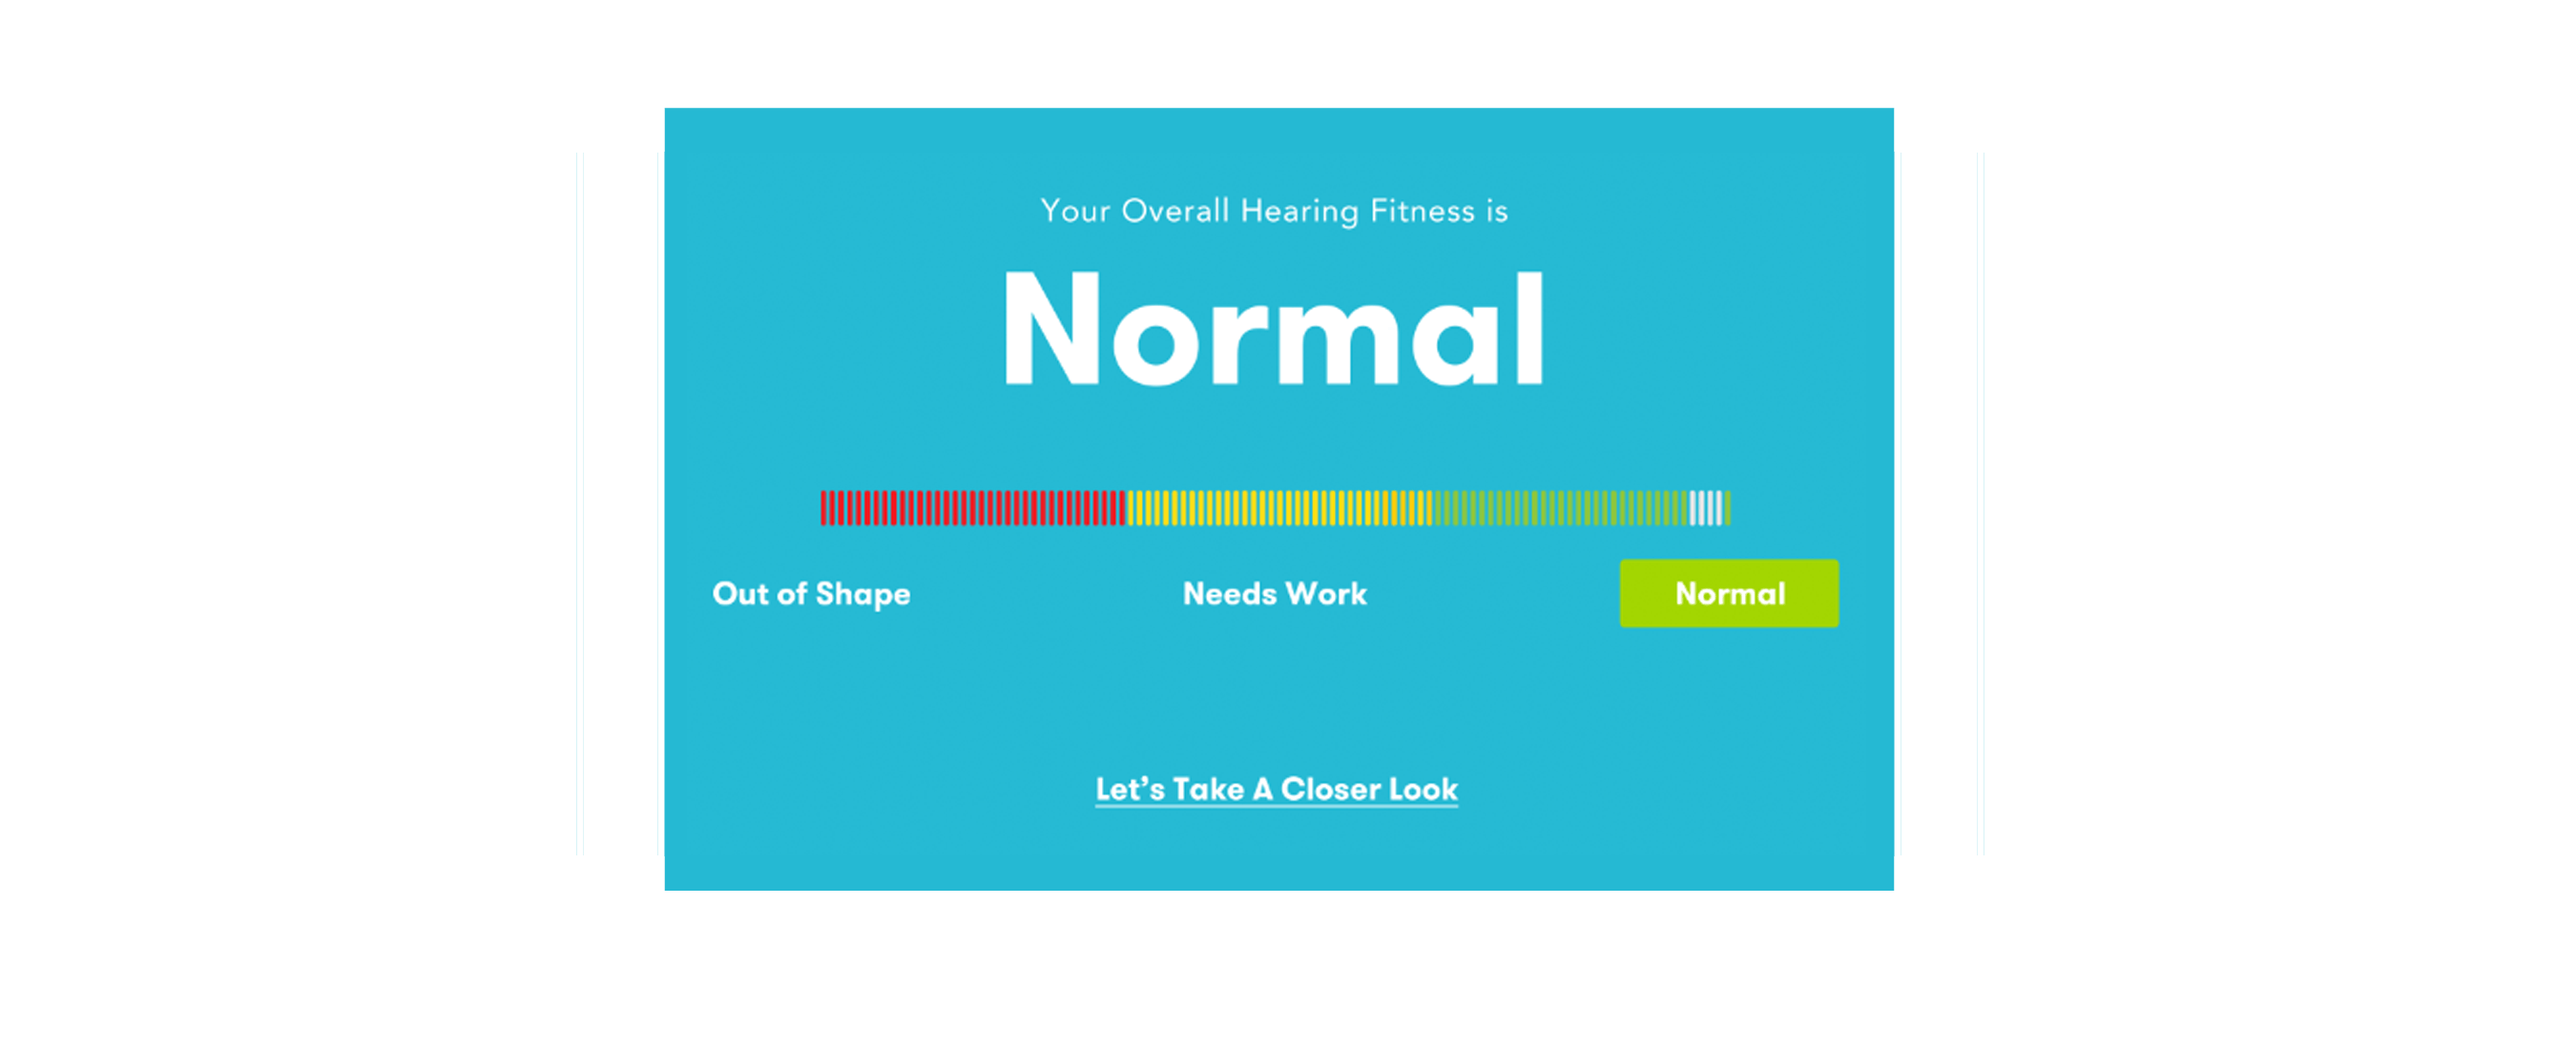 Your Overall Hearing Fitness is
Normal
Out of Shape
Needs Work
Normal
Let’s Take A Closer Look